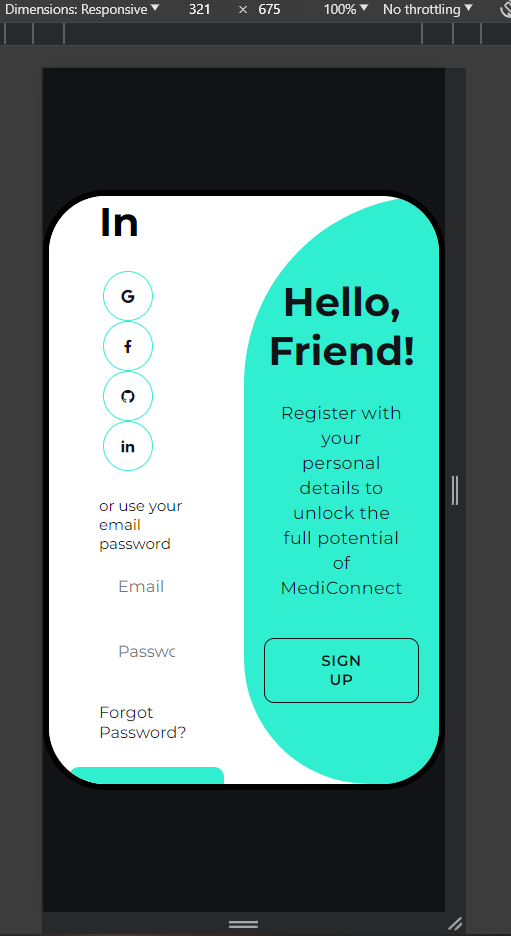 Dimensions: Responsive 321 × 675 100% No throttling
In
G
f
in
or use your
email
password
Email
Passwo
Forgot
Password?
Hello,
Friend!
Register with
your
personal
details to
unlock the
full potential
of
MediConnect
SIGN
UP